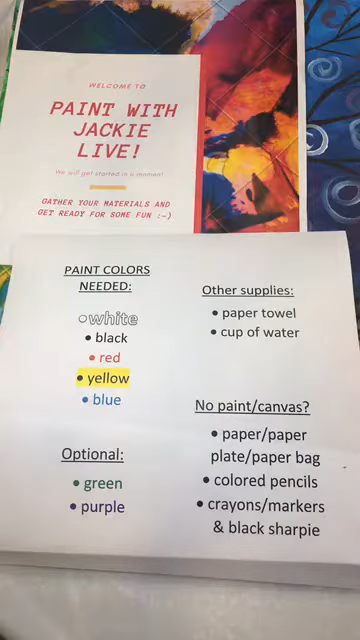 WELCOME TO
PAINT WITH
JACKIE
LIVE!
We will get started in a moment
GATHER YOUR MATERIALS AND
GET READY FOR SOME FUN :-)
PAINT COLORS
NEEDED:
○white
• black
• red
• yellow
• blue
Optional:
• green
• purple
Other supplies:
• paper towel
• cup of water
No paint/canvas?
• paper/paper
plate/paper bag
• colored pencils
• crayons/markers
& black sharpie